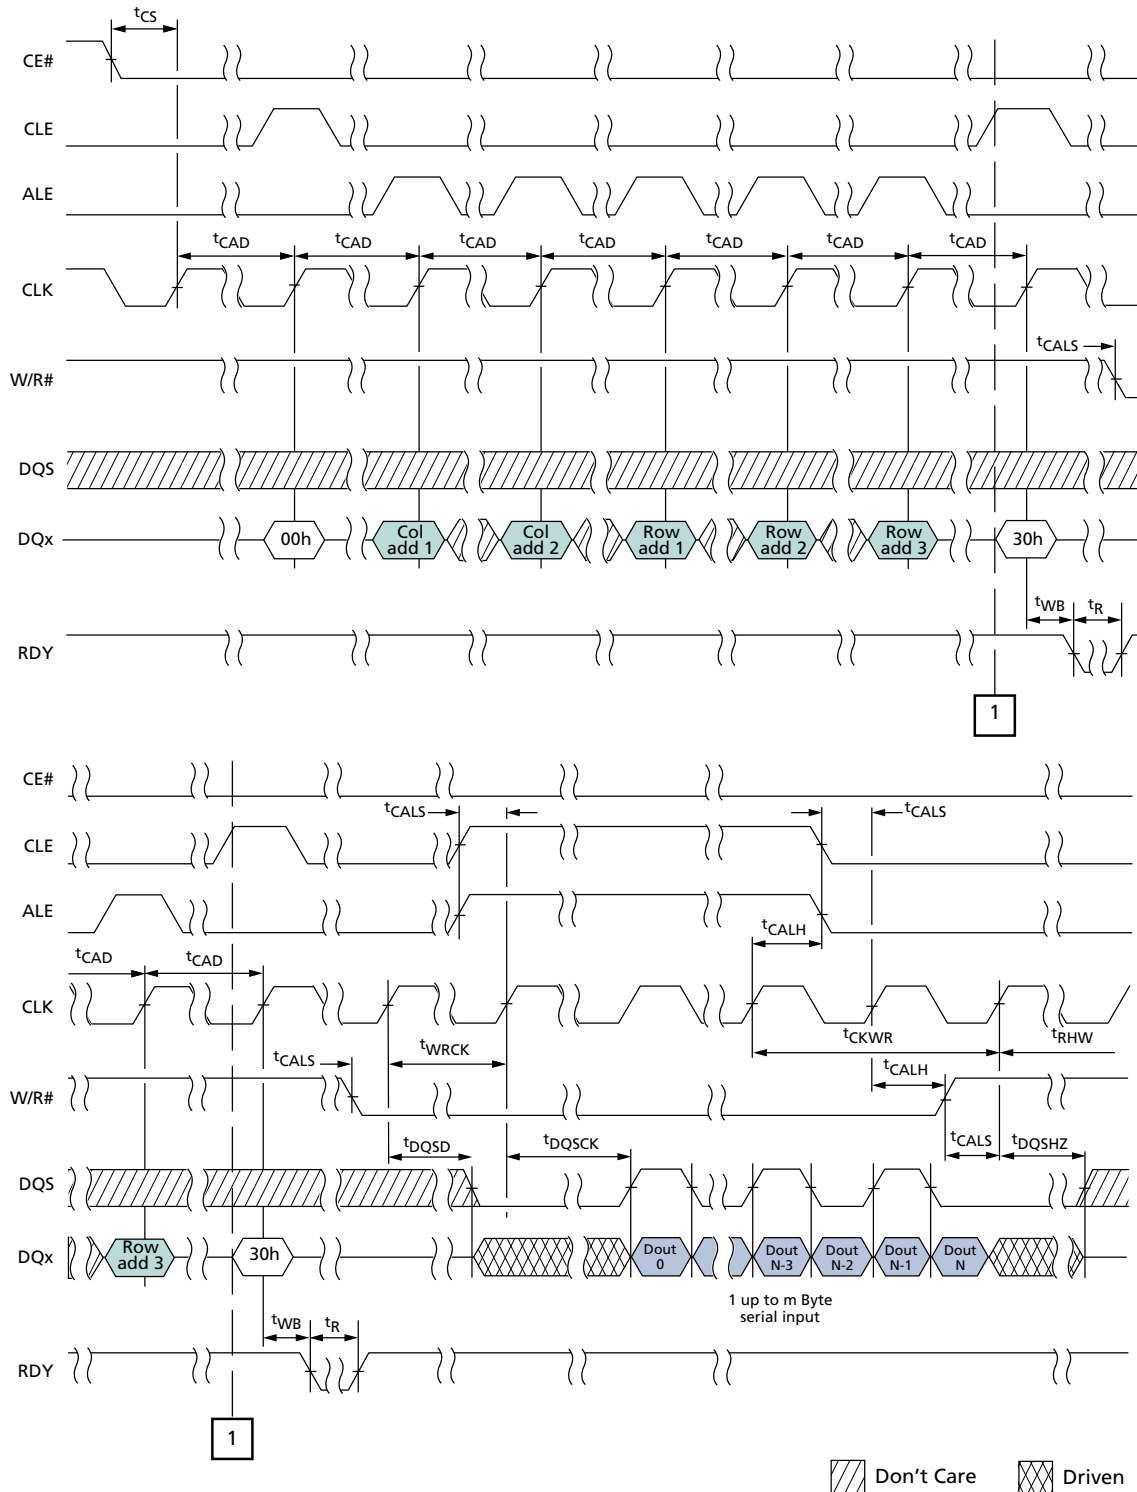 tCS
CE#
CLE
ALE
tCAD tCAD tCAD tCAD tCAD tCAD tCAD
CLK
tCALS
W/R#
DQS
DQx 00h Col add 1 Col add 2 Row add 1 Row add 2 Row add 3 30h
tWB tR
RDY
1
CE#
tCALS tCALS
CLE
ALE
tCALH
tCAD tCAD
CLK
tWRCK tCKWR tRHW
tCALS tCALH
W/R#
tDQSD tDQSCK tCALS tDQSHZ
DQS
DQx Row add 3 30h Dout 0 Dout N-3 Dout N-2 Dout N-1 Dout N
1 up to m Byte
serial input
tWB tR
RDY
1
Don't Care Driven